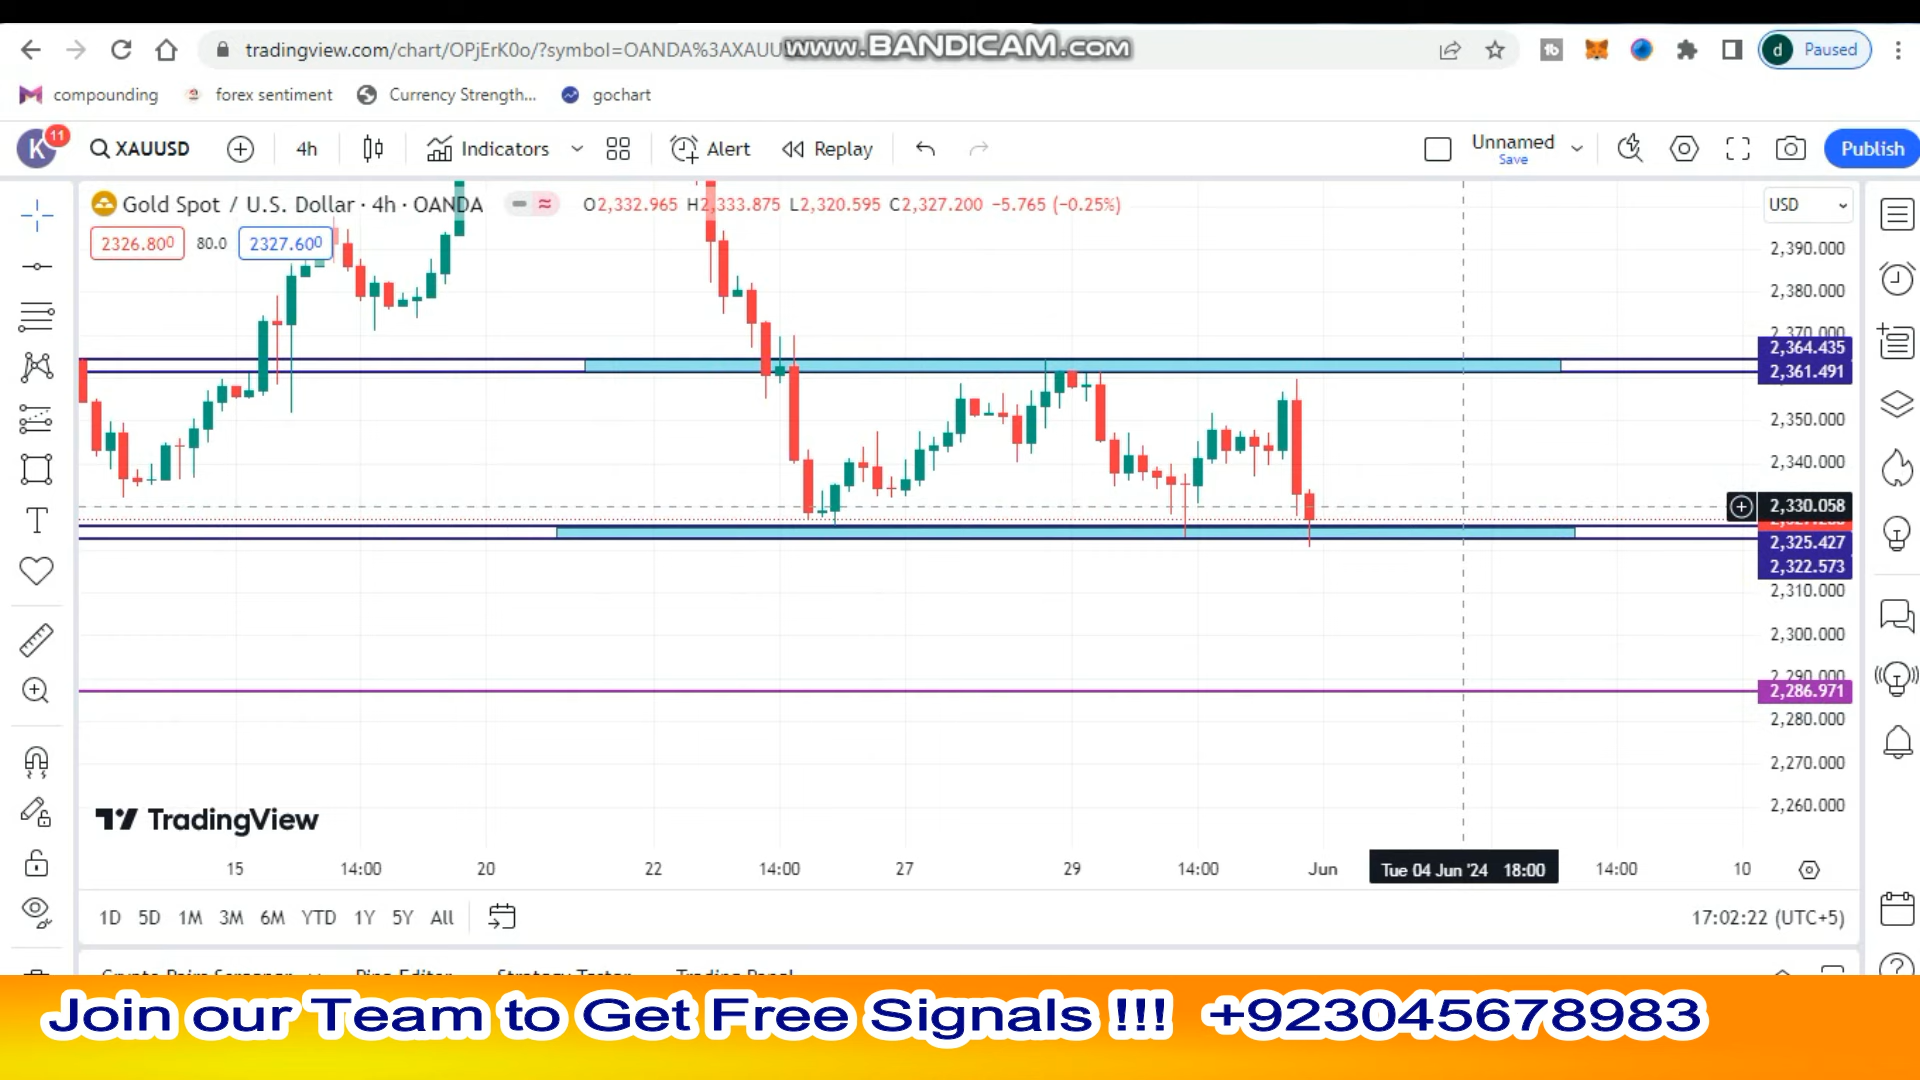 tradingview.com/chart/OPjErK0o/?symbol=OANDA%3AXAUU
www.BANDICAM.com
Paused
d
compounding
forex sentiment
Currency Strength...
gochart
K
11
XAUUSD
4h
Indicators
Alert
Replay
Unnamed
Save
Publish
Gold Spot / U.S. Dollar · 4h · OANDA
O2,332.965 H2,333.875 L2,320.595 C2,327.200 −5.765 (−0.25%)
USD
2326.800
80.0
2327.600
2,390.000
2,380.000
2,370.000
2,364.435
2,361.491
2,350.000
2,340.000
2,330.058
2,325.427
2,322.573
2,310.000
2,300.000
2,290.000
2,286.971
2,280.000
2,270.000
2,260.000
TradingView
15 14:00 20 22 14:00 27 29 14:00 Jun Tue 04 Jun '24 18:00 14:00 10
1D 5D 1M 3M 6M YTD 1Y 5Y All
17:02:22 (UTC+5)
Join our Team to Get Free Signals !!! +923045678983